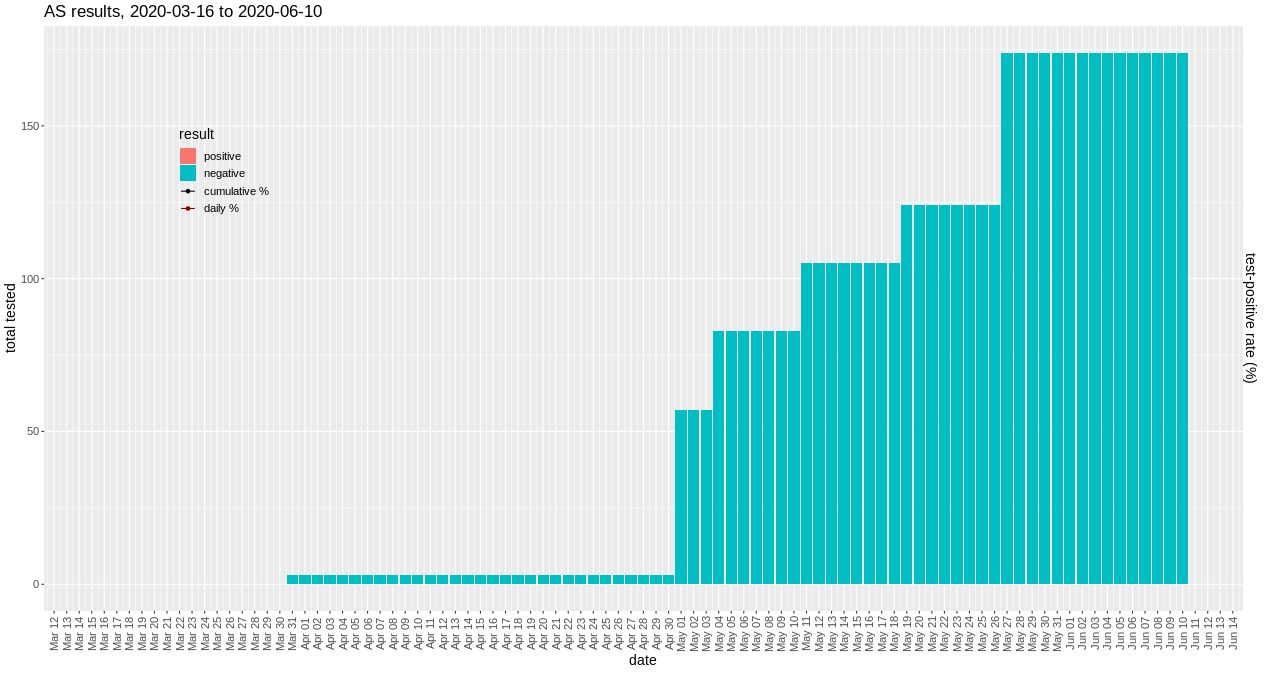 AS results, 2020-03-16 to 2020-06-10
150
100
50
0
total tested
result
positive
negative
cumulative %
daily %
test-positive rate (%)
Mar 12
Mar 13
Mar 14
Mar 15
Mar 16
Mar 17
Mar 18
Mar 19
Mar 20
Mar 21
Mar 22
Mar 23
Mar 24
Mar 25
Mar 26
Mar 27
Mar 28
Mar 29
Mar 30
Mar 31
Apr 01
Apr 02
Apr 03
Apr 04
Apr 05
Apr 06
Apr 07
Apr 08
Apr 09
Apr 10
Apr 11
Apr 12
Apr 13
Apr 14
Apr 15
Apr 16
Apr 17
Apr 18
Apr 19
Apr 20
Apr 21
Apr 22
Apr 23
Apr 24
Apr 25
Apr 26
Apr 27
Apr 28
Apr 29
Apr 30
May 01
May 02
May 03
May 04
May 05
May 06
May 07
May 08
May 09
May 10
May 11
May 12
May 13
May 14
May 15
May 16
May 17
May 18
May 19
May 20
May 21
May 22
May 23
May 24
May 25
May 26
May 27
May 28
May 29
May 30
May 31
Jun 01
Jun 02
Jun 03
Jun 04
Jun 05
Jun 06
Jun 07
Jun 08
Jun 09
Jun 10
Jun 11
Jun 12
Jun 13
Jun 14
date